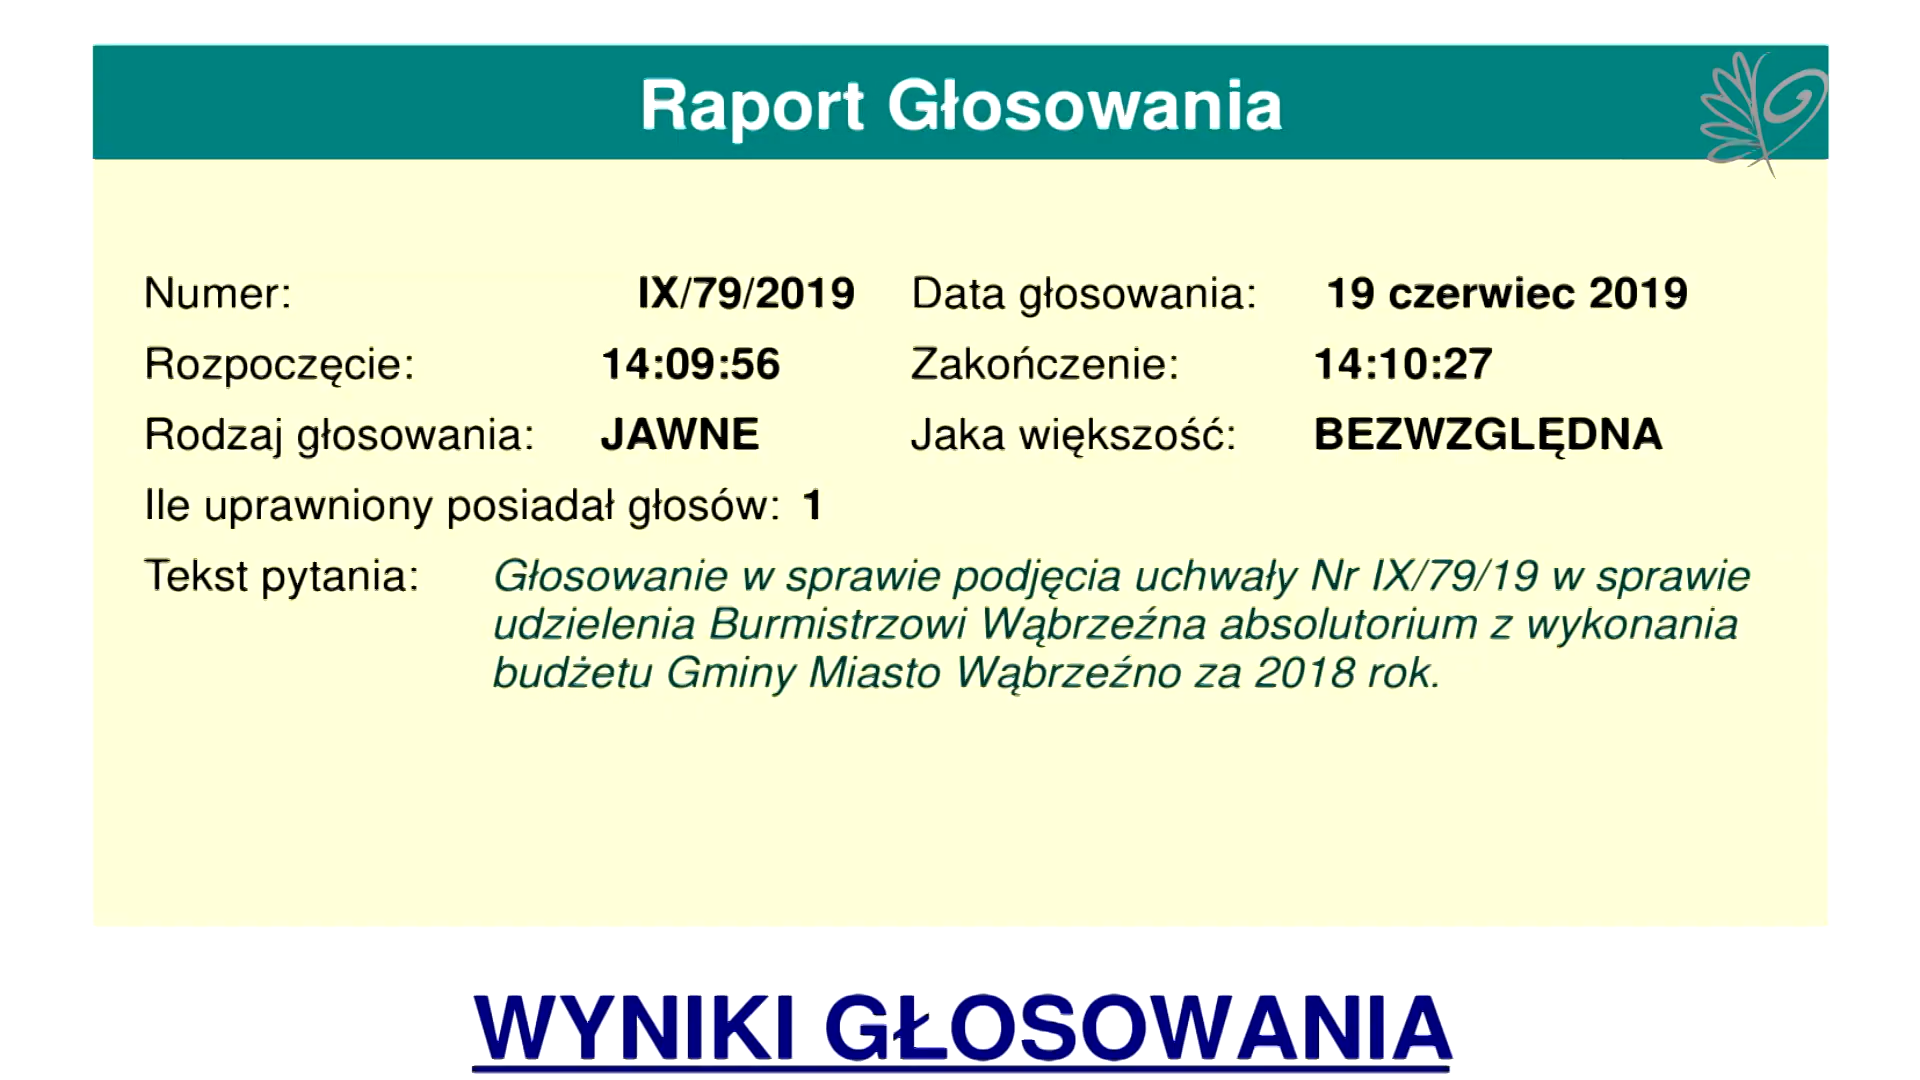 Raport Głosowania
Numer: IX/79/2019 Data głosowania: 19 czerwiec 2019
Rozpoczęcie: 14:09:56 Zakończenie: 14:10:27
Rodzaj głosowania: JAWNE Jaka większość: BEZWZGLĘDNA
Ile uprawniony posiadał głosów: 1
Tekst pytania: Głosowanie w sprawie podjęcia uchwały Nr IX/79/19 w sprawie
udzielenia Burmistrzowi Wąbrzeźna absolutorium z wykonania
budżetu Gminy Miasto Wąbrzeźno za 2018 rok.
WYNIKI GŁOSOWANIA